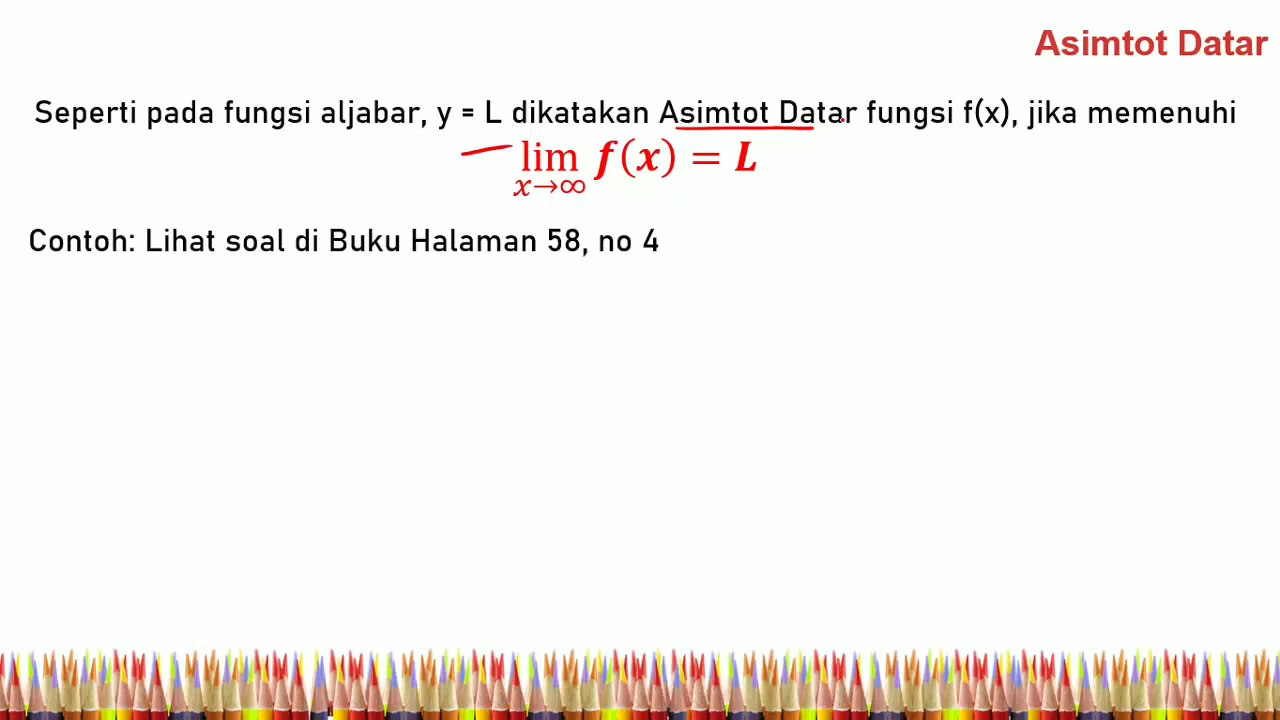 Asimtot Datar
Seperti pada fungsi aljabar, y = L dikatakan Asimtot Datar fungsi f(x), jika memenuhi
lim f(x) = L
x→∞
Contoh: Lihat soal di Buku Halaman 58, no 4